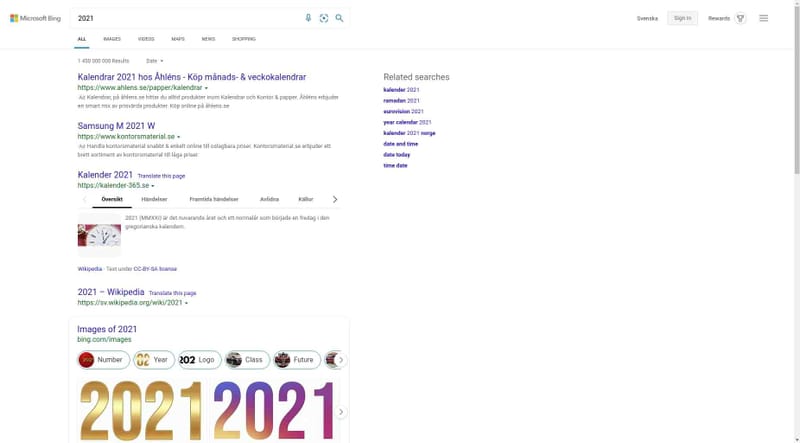 Microsoft Bing
2021
Svenska
Sign in
Rewards
ALL
IMAGES
VIDEOS
MAPS
NEWS
SHOPPING
1 450 000 000 Results
Date
Kalendrar 2021 hos Åhléns - Köp månads- & veckokalendrar
https://www.ahlens.se/papper/kalendrar
Ad Kalendrar, på åhlens.se hittar du alltid produkter inom Kalendrar och Kontor & papper. Åhléns erbjuder
en smart mix av prisvärda produkter. Köp online på åhlens.se
Samsung M 2021 W
https://www.kontorsmaterial.se
Ad Handla kontorsmaterial snabbt & enkelt online till oslagbara priser. Kontorsmaterial.se erbjuder ett
brett sortiment av kontorsmaterial till låga priser.
Kalender 2021 Translate this page
https://kalender-365.se
Översikt
Händelser
Framtida händelser
Avlidna
Källor
2021 (MMXXI) är det nuvarande året och ett normalår som började en fredag i den
gregorianska kalendern.
Wikipedia · Text under CC-BY-SA license
2021 – Wikipedia Translate this page
https://sv.wikipedia.org/wiki/2021
Images of 2021
bing.com/images
Number
Year
Logo
Class
Future
2021
2021
Related searches
kalender 2021
ramadan 2021
eurovision 2021
year calendar 2021
kalender 2021 norge
date and time
date today
time date